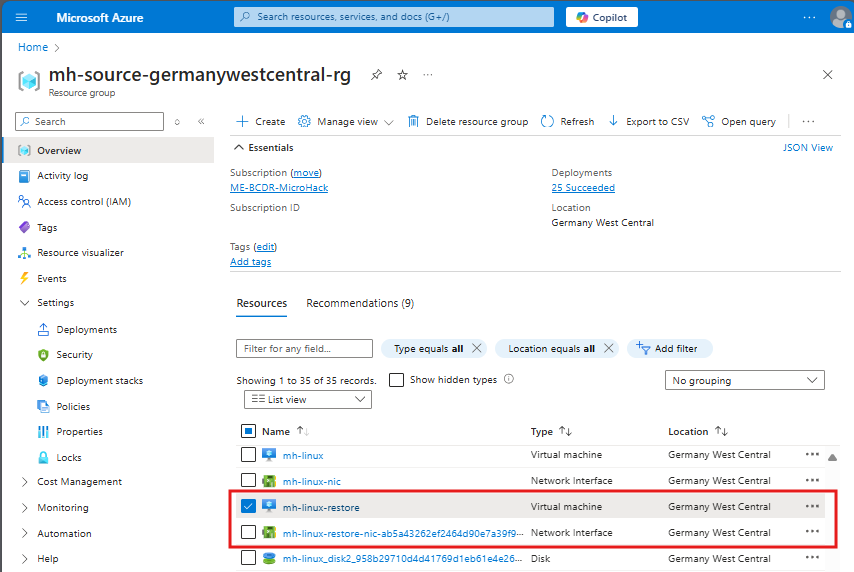 Microsoft Azure
Search resources, services, and docs (G+/)
Copilot
Home
mh-source-germanywestcentral-rg
Resource group
Search
Create
Manage view
Delete resource group
Refresh
Export to CSV
Open query
Overview
Activity log
Access control (IAM)
Tags
Resource visualizer
Events
Settings
Deployments
Security
Deployment stacks
Policies
Properties
Locks
Cost Management
Monitoring
Automation
Help
Essentials
JSON View
Subscription (move)
ME-BCDR-MicroHack
Subscription ID
Deployments
25 Succeeded
Location
Germany West Central
Tags (edit)
Add tags
Resources Recommendations (9)
Filter for any field...
Type equals all
Location equals all
Add filter
Showing 1 to 35 of 35 records.
Show hidden types
No grouping
List view
Name Type Location
mh-linux Virtual machine Germany West Central
mh-linux-nic Network Interface Germany West Central
mh-linux-restore Virtual machine Germany West Central
mh-linux-restore-nic-ab5a43262ef2464d90e7a39f9... Network Interface Germany West Central
mh-linux_disk2_958b29710d4d41769d1eb61e4e26... Disk Germany West Central